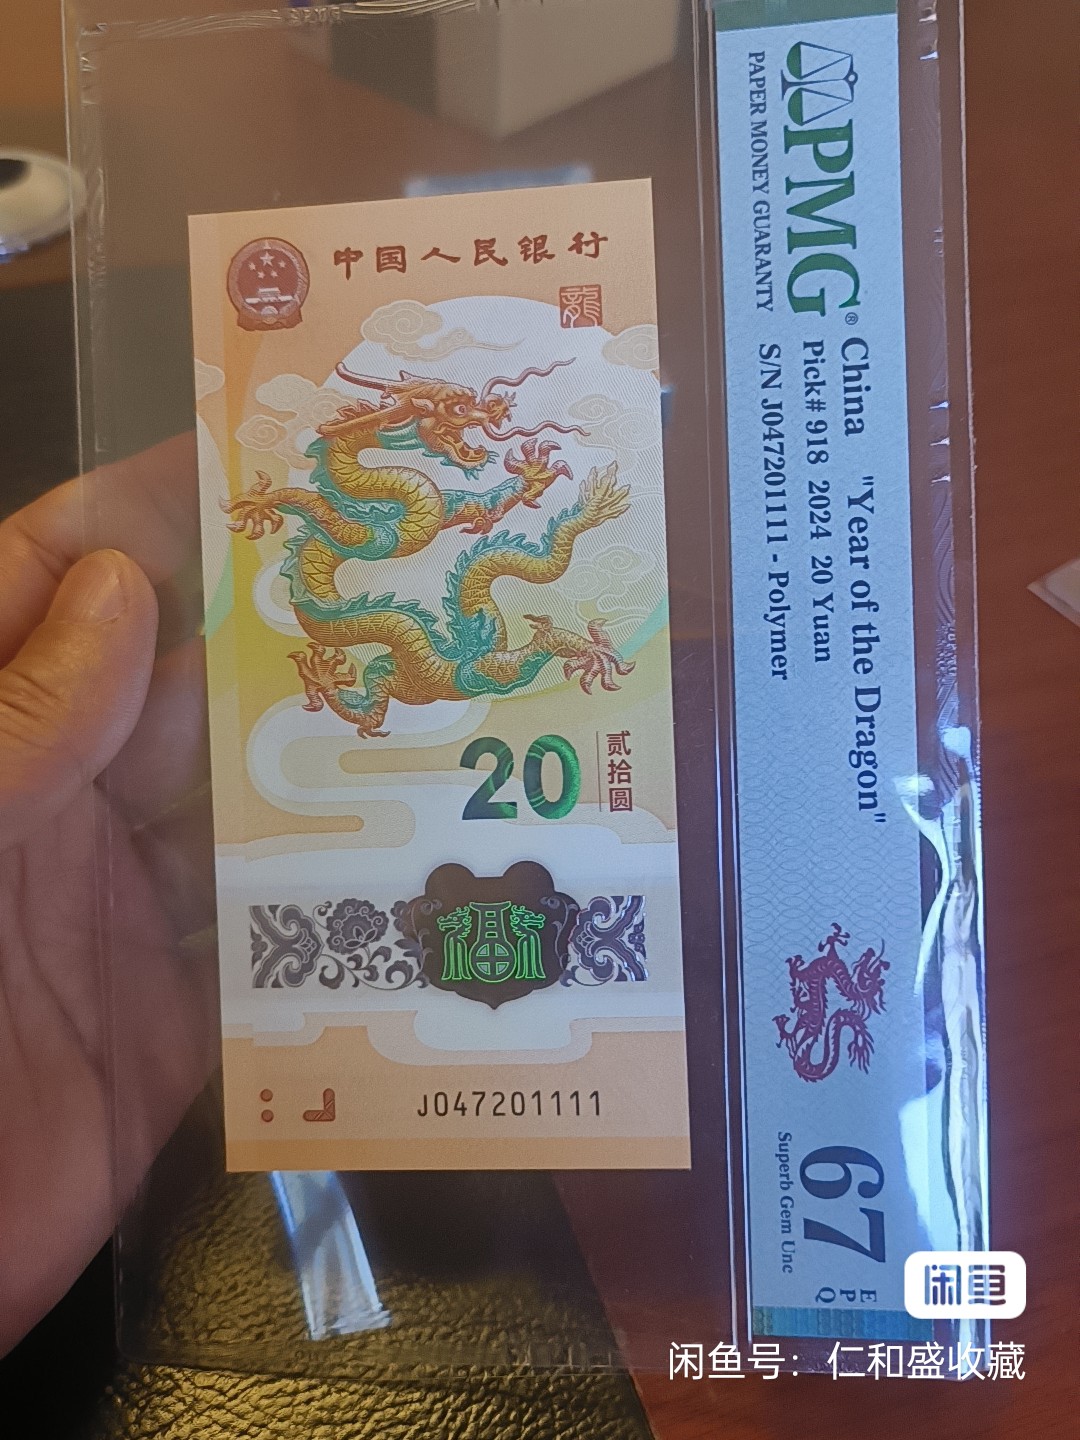 中国人民银行
龍
20
贰拾圆
福
J047201111
PMG®
PAPER MONEY GUARANTY
China "Year of the Dragon"
Pick# 918 2024 20 Yuan
S/N J047201111 - Polymer
67
EPQ
Superb Gem Unc
闲鱼
闲鱼号：仁和盛收藏